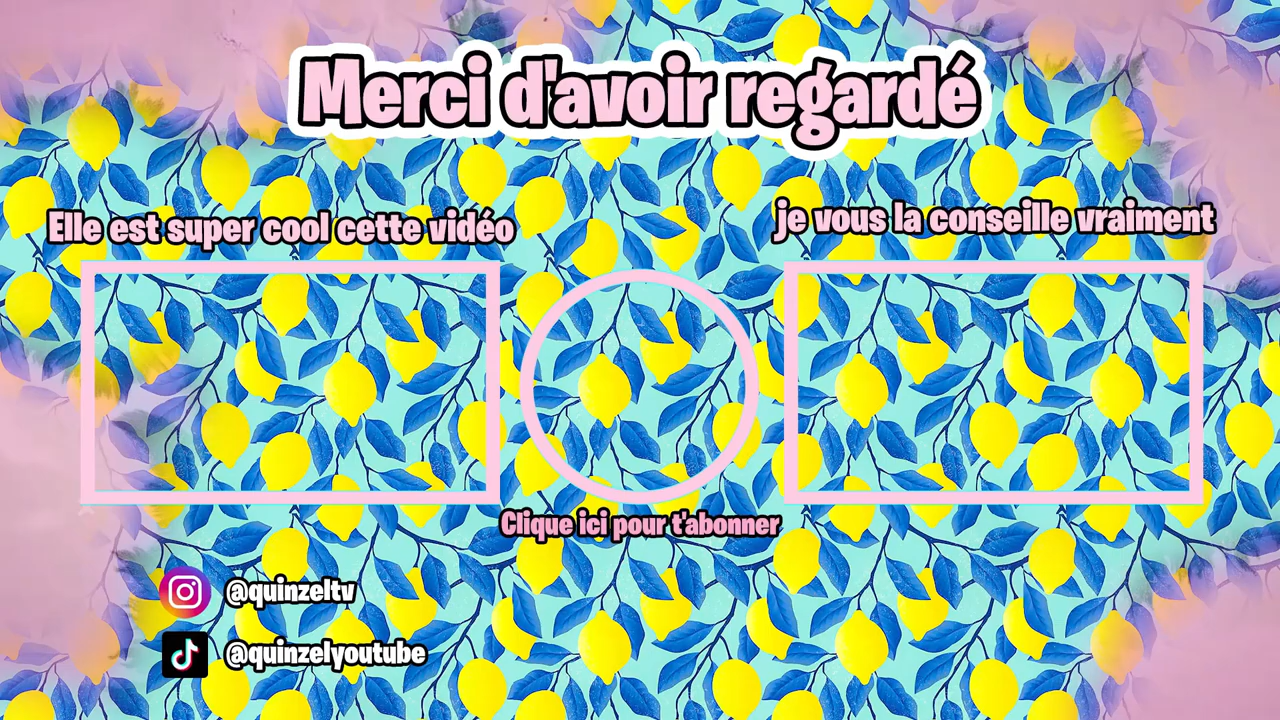 Merci d'avoir regardé
Elle est super cool cette vidéo
je vous la conseille vraiment
Clique ici pour t'abonner
@quinzeltv
@quinzelyoutube